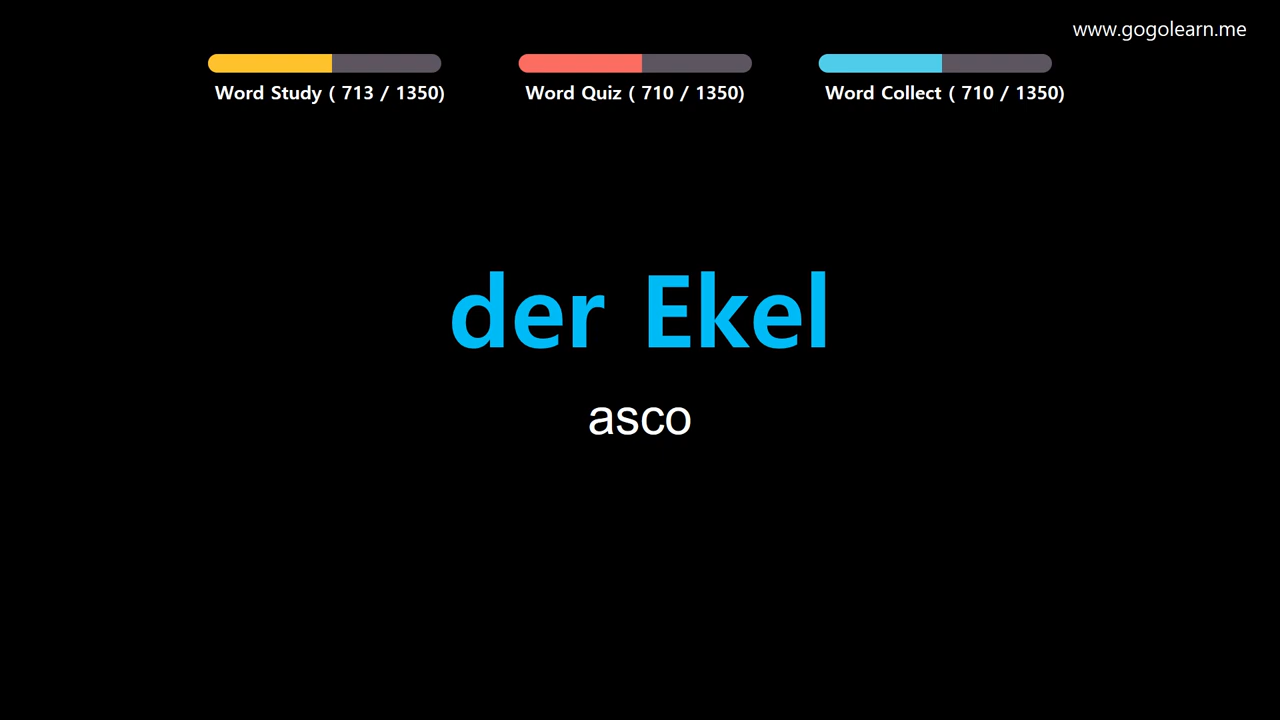 www.gogolearn.me
Word Study ( 713 / 1350)
Word Quiz ( 710 / 1350)
Word Collect ( 710 / 1350)
der Ekel
asco